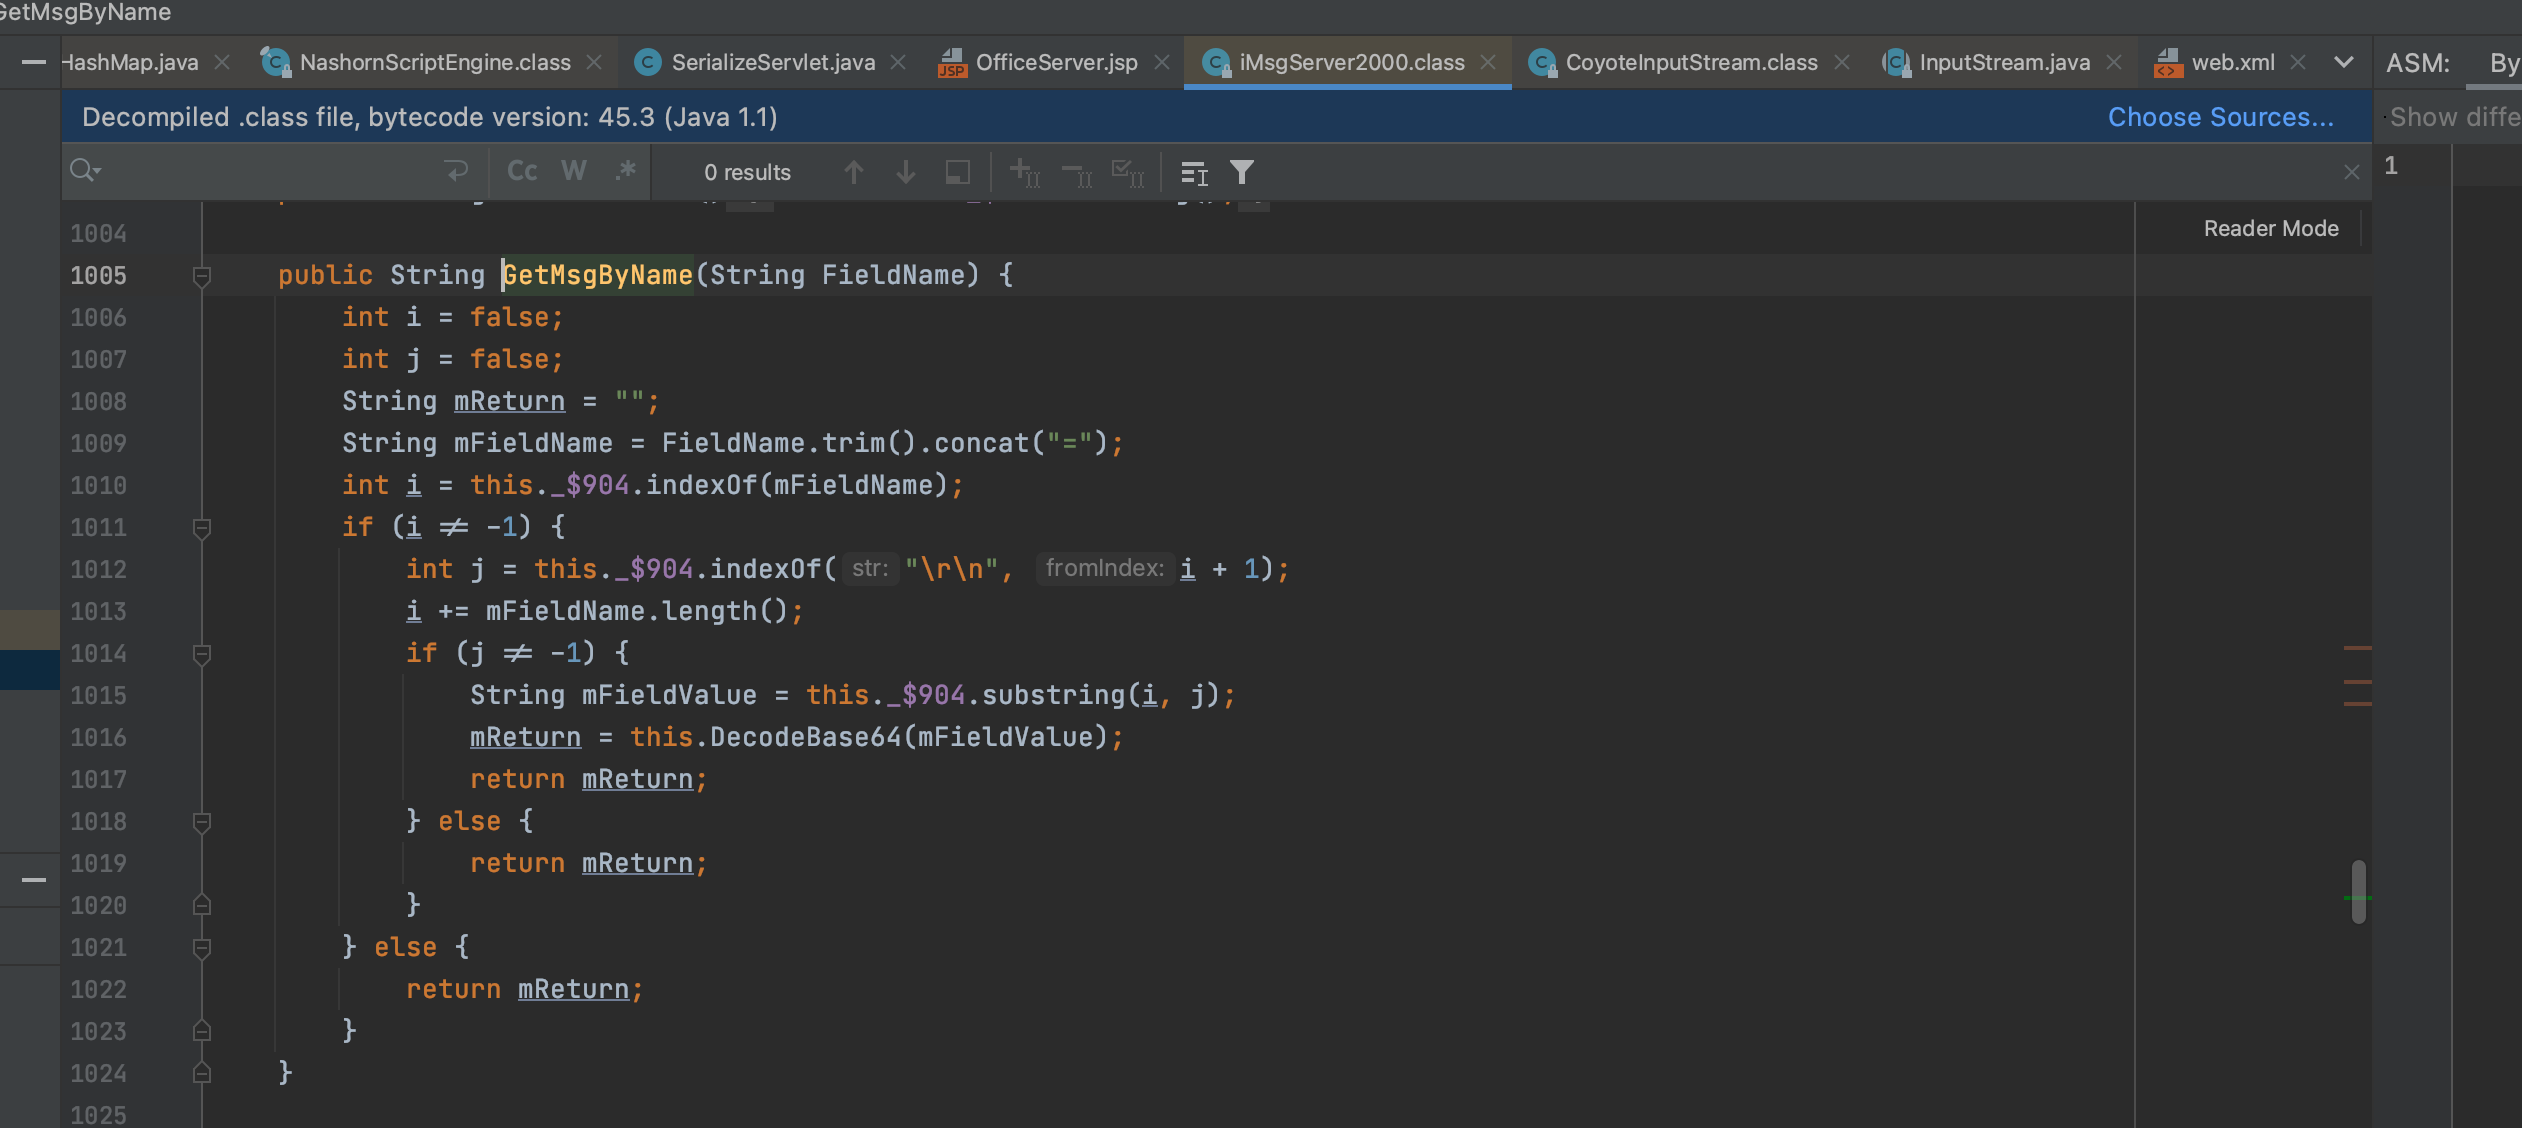 GetMsgByName
HashMap.java NashornScriptEngine.class SerializeServlet.java OfficeServer.jsp iMsgServer2000.class CoyoteInputStream.class InputStream.java web.xml ASM: By
Decompiled .class file, bytecode version: 45.3 (Java 1.1) Choose Sources... Show diffe
Cc W .* 0 results 1
1004 Reader Mode
1005 public String GetMsgByName(String FieldName) {
1006 int i = false;
1007 int j = false;
1008 String mReturn = "";
1009 String mFieldName = FieldName.trim().concat("=");
1010 int i = this._$904.indexOf(mFieldName);
1011 if (i ≠ -1) {
1012 int j = this._$904.indexOf( str: "\r\n", fromIndex: i + 1);
1013 i += mFieldName.length();
1014 if (j ≠ -1) {
1015 String mFieldValue = this._$904.substring(i, j);
1016 mReturn = this.DecodeBase64(mFieldValue);
1017 return mReturn;
1018 } else {
1019 return mReturn;
1020 }
1021 } else {
1022 return mReturn;
1023 }
1024 }
1025